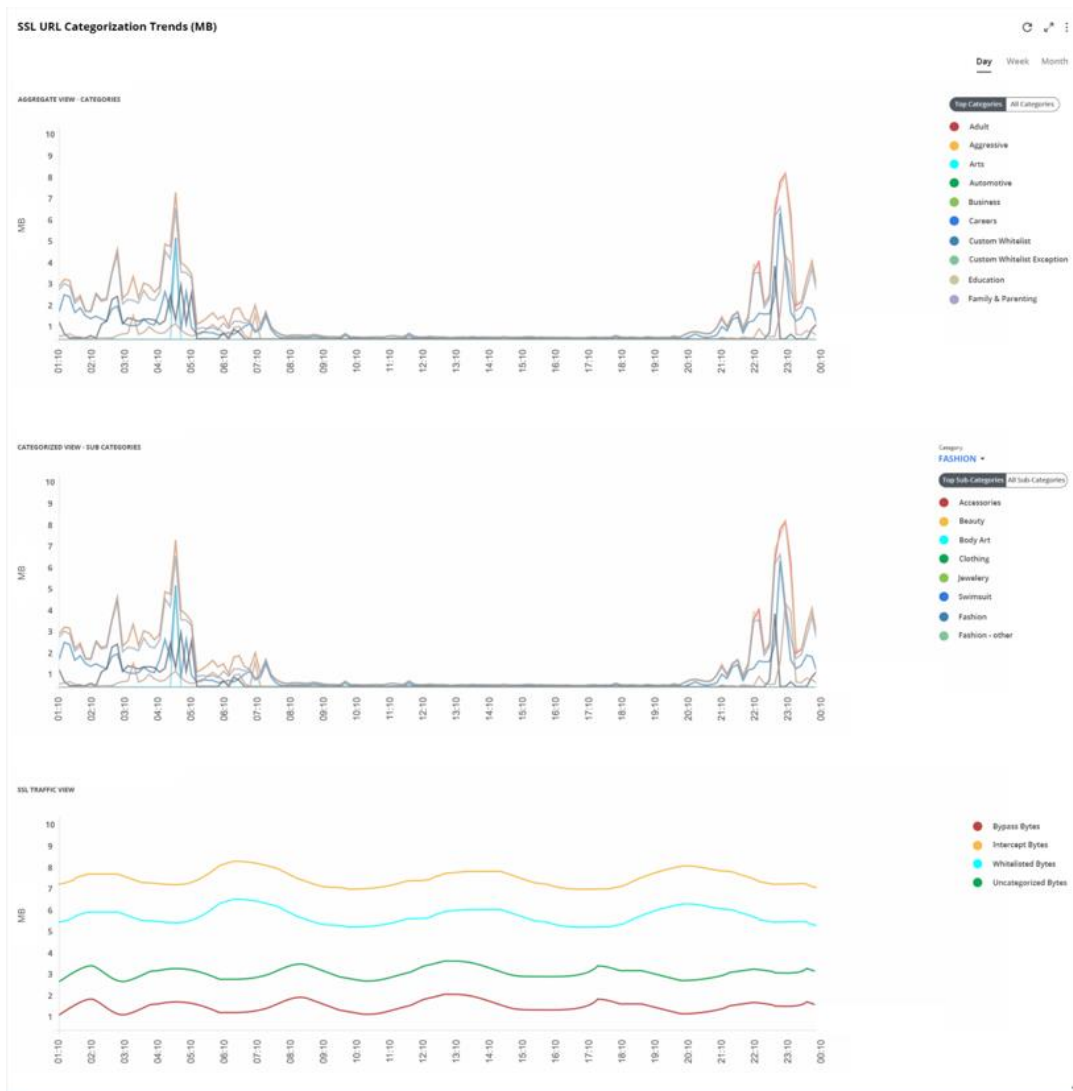 SSL URL Categorization Trends (MB)
Day Week Month
AGGREGATE VIEW - CATEGORIES
Top Categories All Categories
Adult
Aggressive
Arts
Automotive
Business
Careers
Custom Whitelist
Custom Whitelist Exception
Education
Family & Parenting
10
9
8
7
6
5
4
3
2
1
MB
01:10 02:10 03:10 04:10 05:10 06:10 07:10 08:10 09:10 10:10 11:10 12:10 13:10 14:10 15:10 16:10 17:10 18:10 19:10 20:10 21:10 22:10 23:10 00:10
CATEGORIZED VIEW - SUB CATEGORIES
Category
FASHION
Top Sub-Categories All Sub-Categories
Accessories
Beauty
Body Art
Clothing
Jewelery
Swimsuit
Fashion
Fashion - other
10
9
8
7
6
5
4
3
2
1
MB
01:10 02:10 03:10 04:10 05:10 06:10 07:10 08:10 09:10 10:10 11:10 12:10 13:10 14:10 15:10 16:10 17:10 18:10 19:10 20:10 21:10 22:10 23:10 00:10
SSL TRAFFIC VIEW
Bypass Bytes
Intercept Bytes
Whitelisted Bytes
Uncategorized Bytes
10
9
8
7
6
5
4
3
2
1
MB
01:10 02:10 03:10 04:10 05:10 06:10 07:10 08:10 09:10 10:10 11:10 12:10 13:10 14:10 15:10 16:10 17:10 18:10 19:10 20:10 21:10 22:10 23:10 00:10